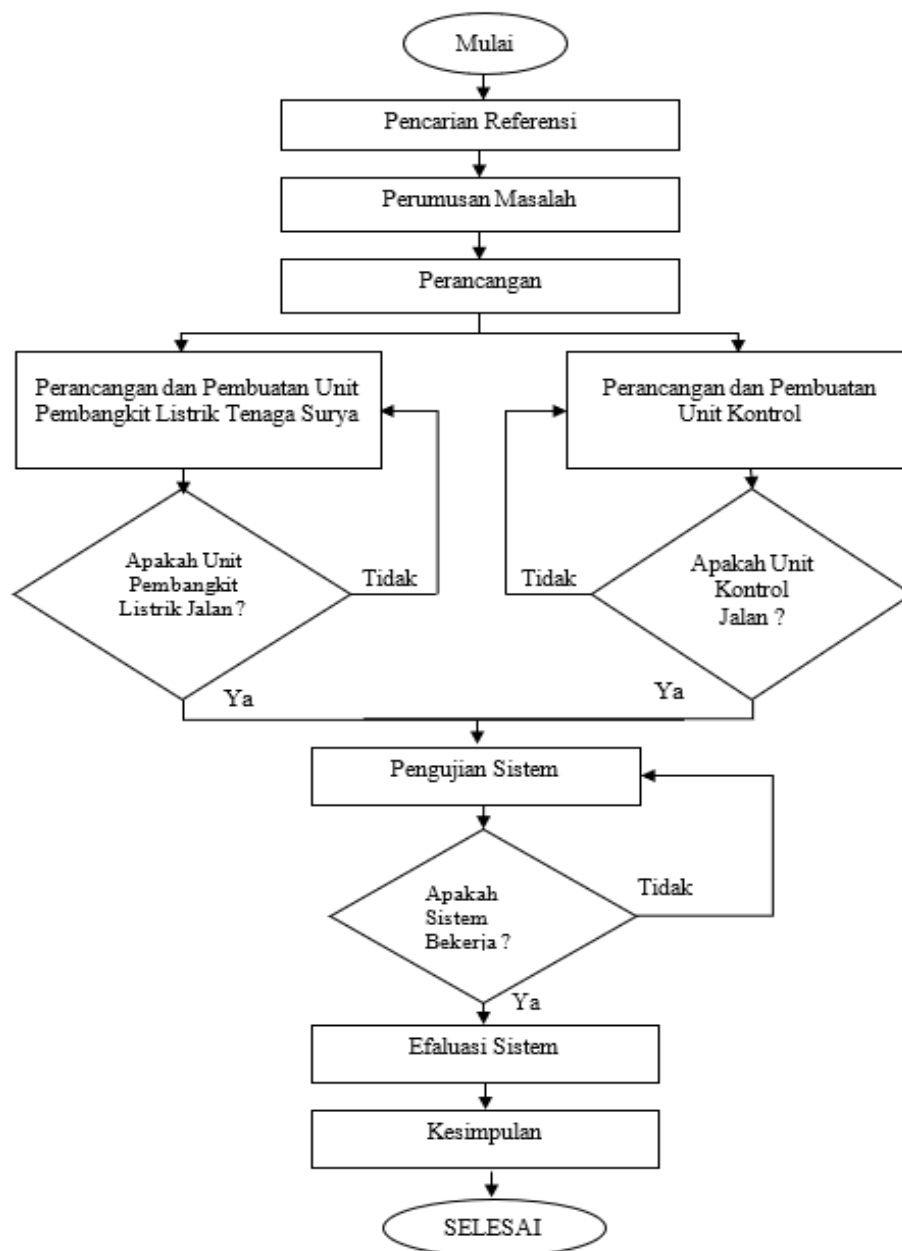 Mulai
Pencarian Referensi
Perumusan Masalah
Perancangan
Perancangan dan Pembuatan Unit
Pembangkit Listrik Tenaga Surya
Perancangan dan Pembuatan
Unit Kontrol
Apakah Unit
Pembangkit
Listrik Jalan ?
Tidak
Tidak
Apakah Unit
Kontrol
Jalan ?
Ya
Ya
Pengujian Sistem
Apakah
Sistem
Bekerja ?
Tidak
Ya
Efaluasi Sistem
Kesimpulan
SELESAI